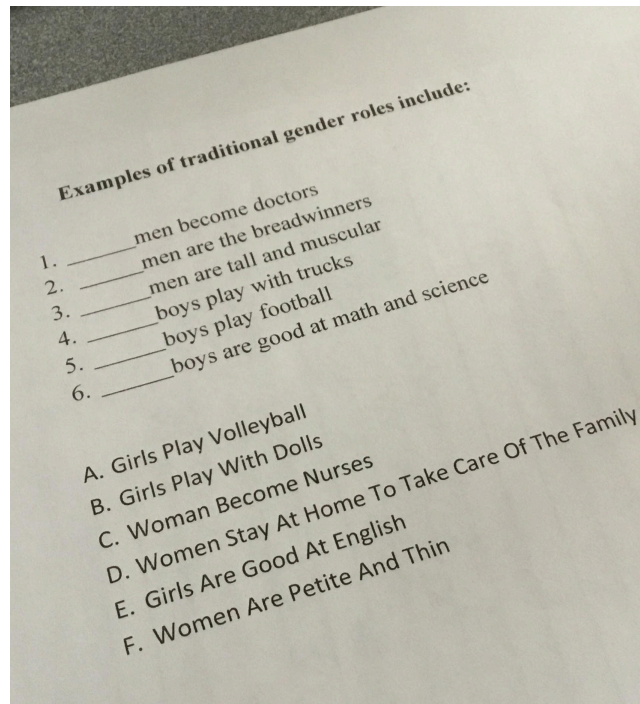 Examples of traditional gender roles include:
1. ______men become doctors
2. ______men are the breadwinners
3. ______men are tall and muscular
4. ______boys play with trucks
5. ______boys play football
6. ______boys are good at math and science
A. Girls Play Volleyball
B. Girls Play With Dolls
C. Woman Become Nurses
D. Women Stay At Home To Take Care Of The Family
E. Girls Are Good At English
F. Women Are Petite And Thin